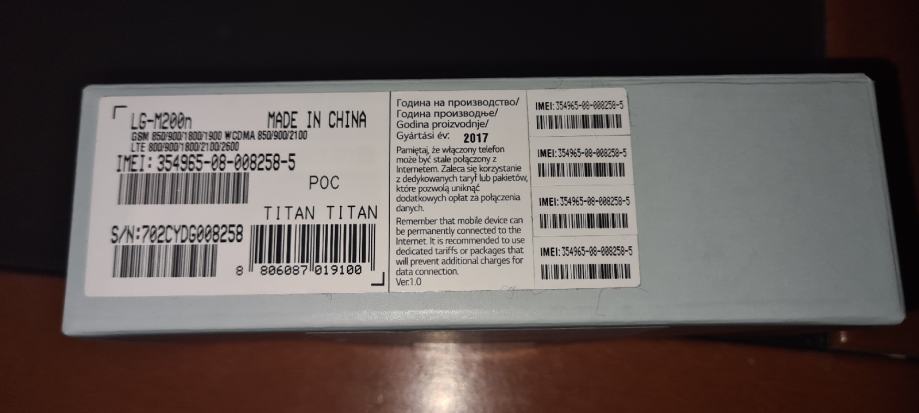 LG-M200n
MADE IN CHINA
GSM 850/900/1800/1900 WCDMA 850/900/2100
LTE 800/900/1800/2100/2600
IMEI: 354965-08-008258-5
POC
TITAN TITAN
S/N:702CYDG008258
8 806087 019100
Година на производство/
Година производње/
Godina proizvodnje/
Gyártási év: 2017
Pamiętaj, że włączony telefon
może być stale połączony z
Internetem. Zaleca się korzystanie
z dedykowanych taryf lub pakietów,
które pozwolą uniknąć
dodatkowych opłat za połączenia
danych.
Remember that mobile device can
be permanently connected to the
Internet. It is recommended to use
dedicated tariffs or packages that
will prevent additional charges for
data connection.
Ver.1.0
IMEI:354965-08-008258-5
IMEI:354965-08-008258-5
IMEI:354965-08-008258-5
IMEI: 354965-08-008258-5